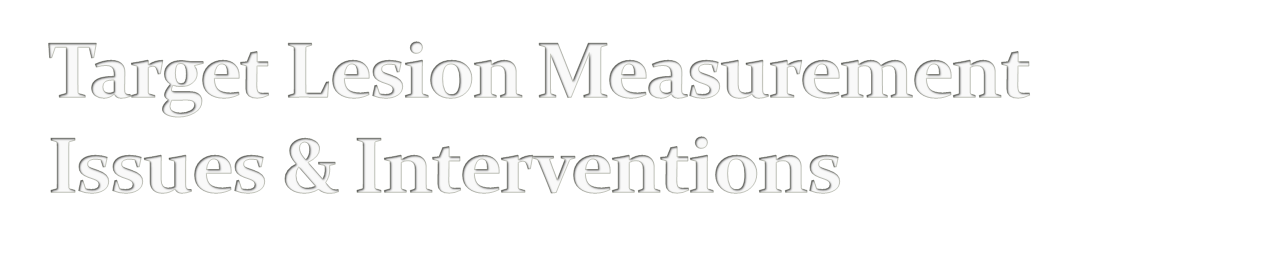 Target Lesion Measurement
Issues & Interventions